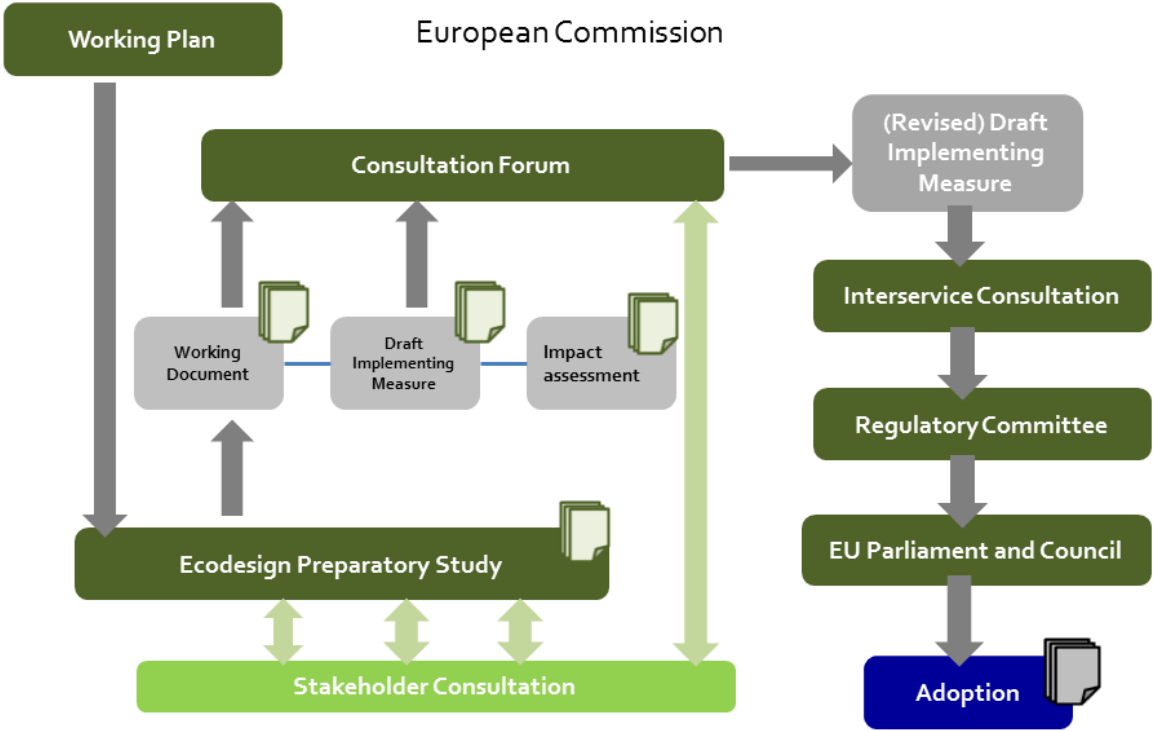 Working Plan
European Commission
Consultation Forum
(Revised) Draft
Implementing
Measure
Interservice Consultation
Working
Document
Draft
Implementing
Measure
Impact
assessment
Regulatory Committee
Ecodesign Preparatory Study
EU Parliament and Council
Stakeholder Consultation
Adoption